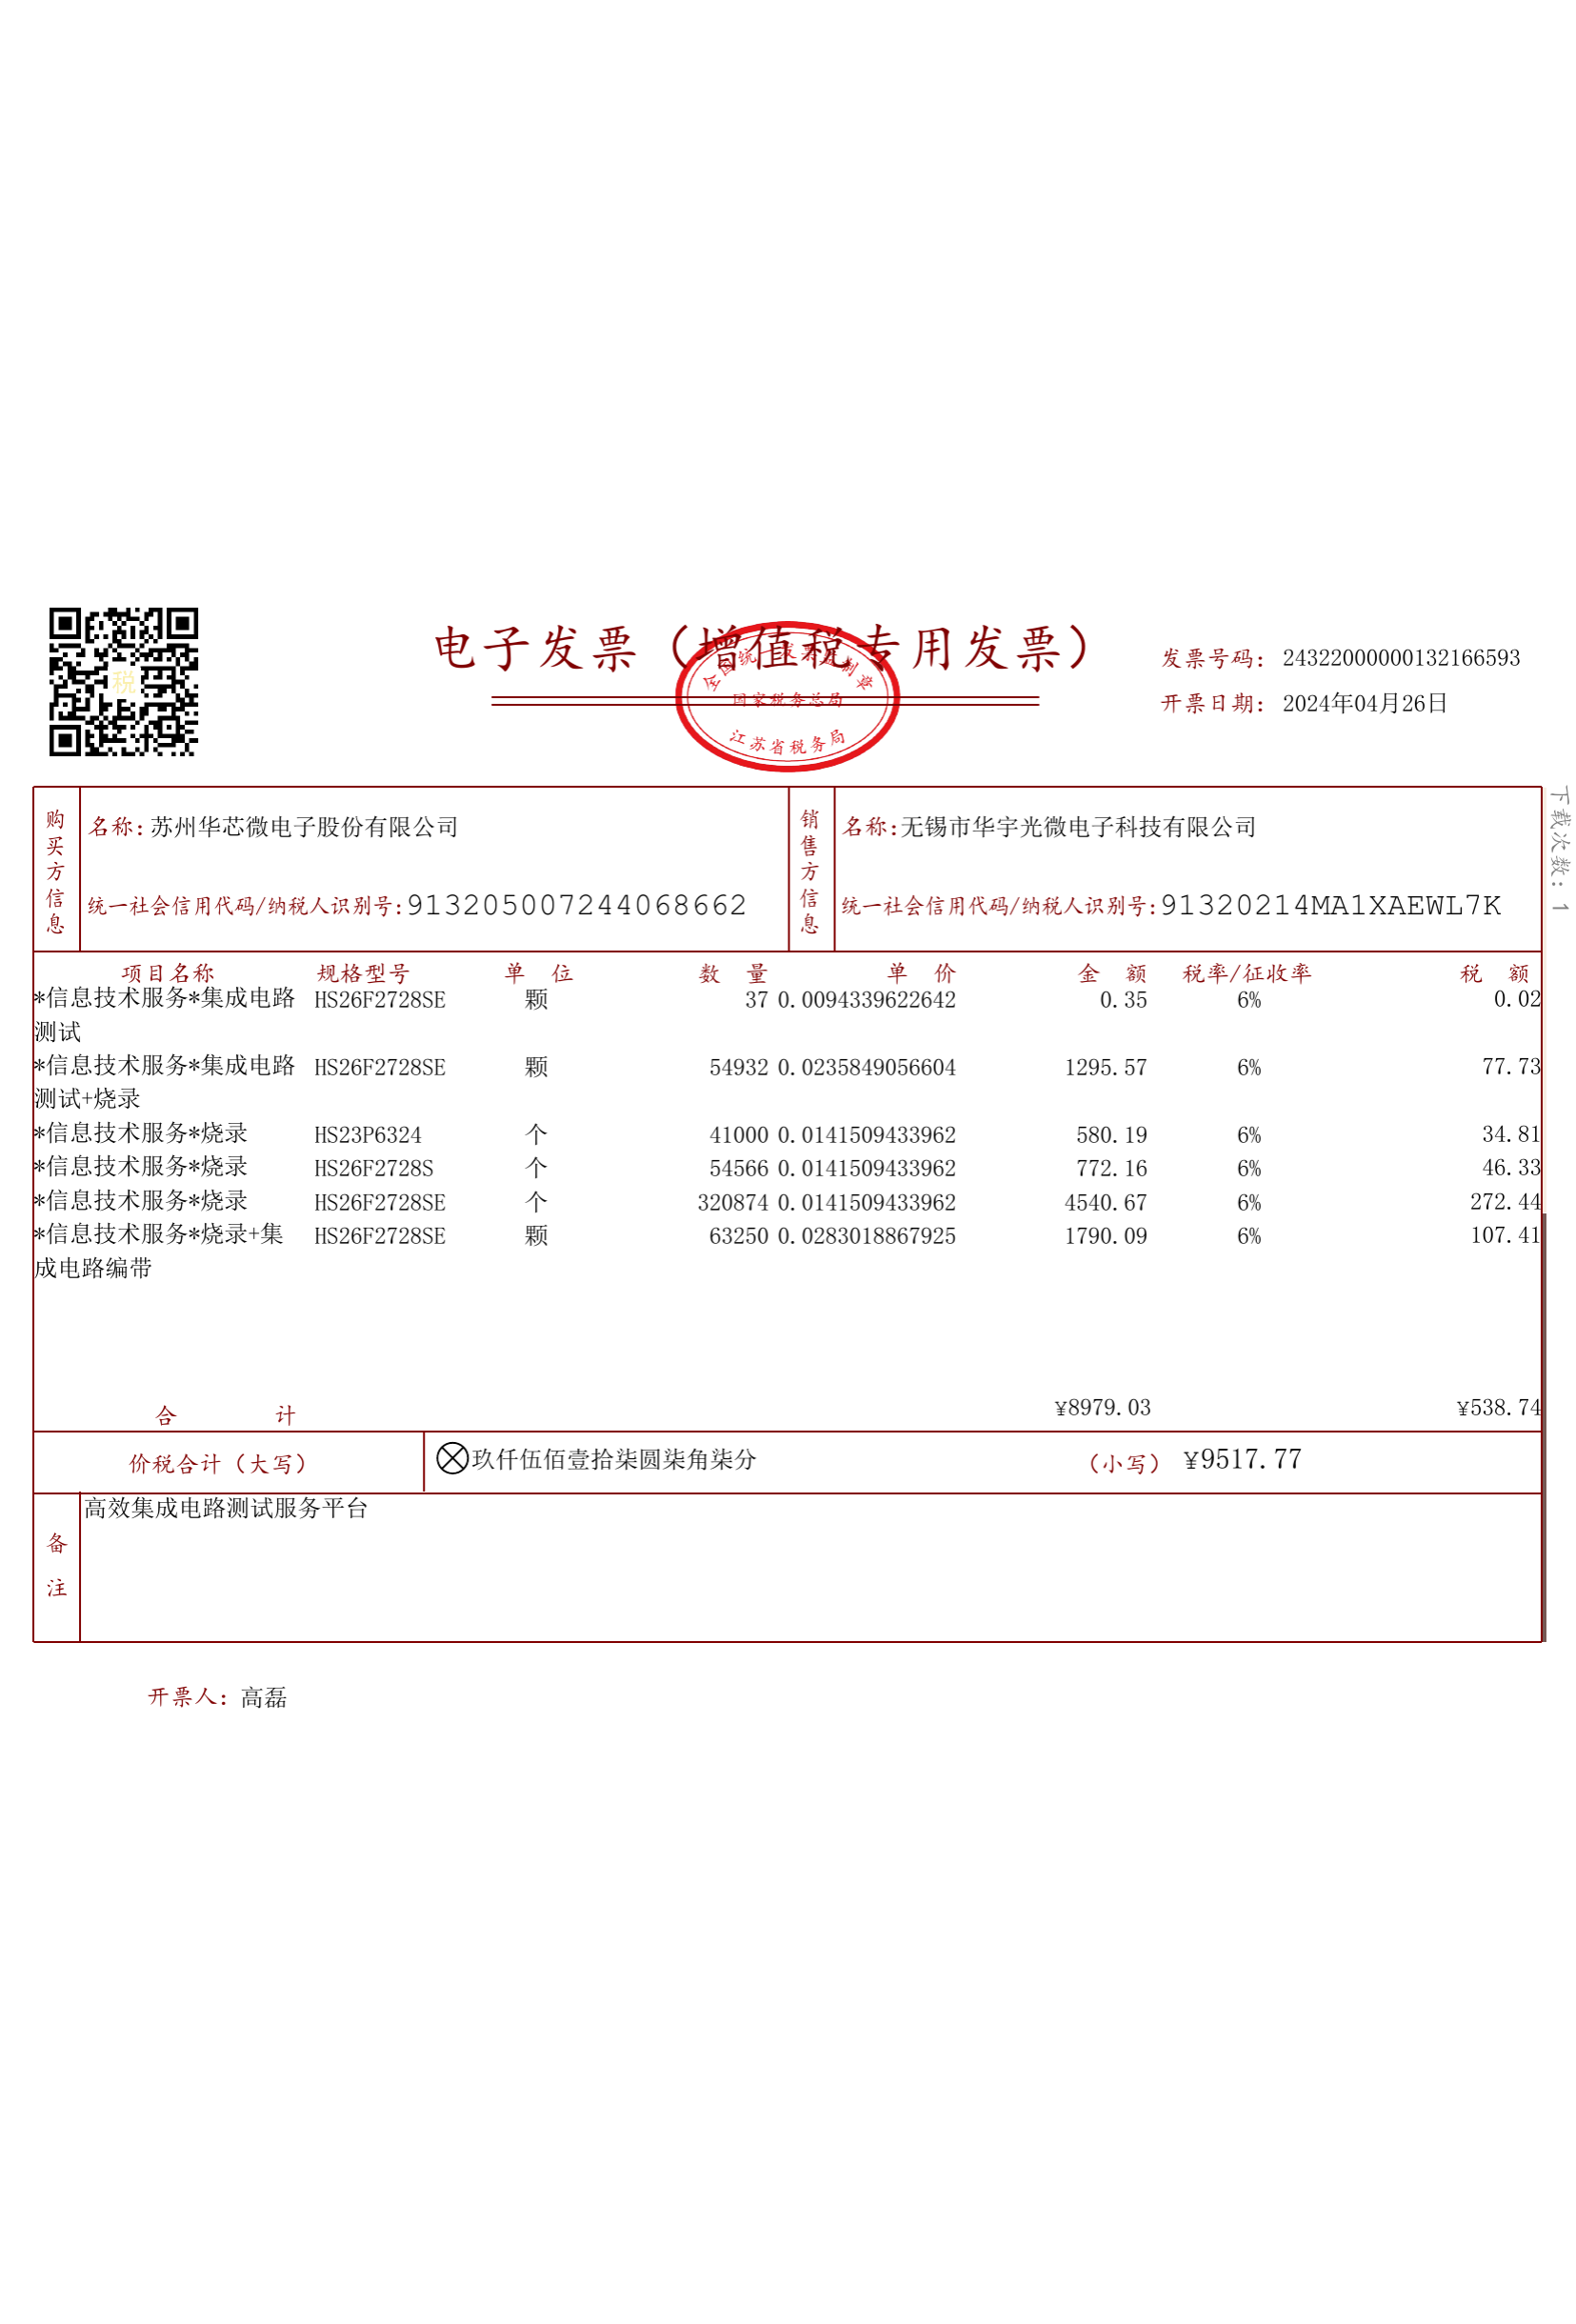 税
电子发票（增值税专用发票）
全国统一发票监制章
国家税务总局
江苏省税务局
发票号码：24322000000132166593
开票日期：2024年04月26日
下载次数：1
购买方信息
名称：苏州华芯微电子股份有限公司
统一社会信用代码/纳税人识别号：913205007244068662
销售方信息
名称：无锡市华宇光微电子科技有限公司
统一社会信用代码/纳税人识别号：91320214MA1XAEWL7K
项目名称 规格型号 单 位 数 量 单 价 金 额 税率/征收率 税 额
*信息技术服务*集成电路 HS26F2728SE 颗 37 0.0094339622642 0.35 6% 0.02
测试
*信息技术服务*集成电路 HS26F2728SE 颗 54932 0.0235849056604 1295.57 6% 77.73
测试+烧录
*信息技术服务*烧录 HS23P6324 个 41000 0.0141509433962 580.19 6% 34.81
*信息技术服务*烧录 HS26F2728S 个 54566 0.0141509433962 772.16 6% 46.33
*信息技术服务*烧录 HS26F2728SE 个 320874 0.0141509433962 4540.67 6% 272.44
*信息技术服务*烧录+集 HS26F2728SE 颗 63250 0.0283018867925 1790.09 6% 107.41
成电路编带
合 计 ¥8979.03 ¥538.74
价税合计（大写） 玖仟伍佰壹拾柒圆柒角柒分 （小写） ¥9517.77
备注
高效集成电路测试服务平台
开票人：高磊